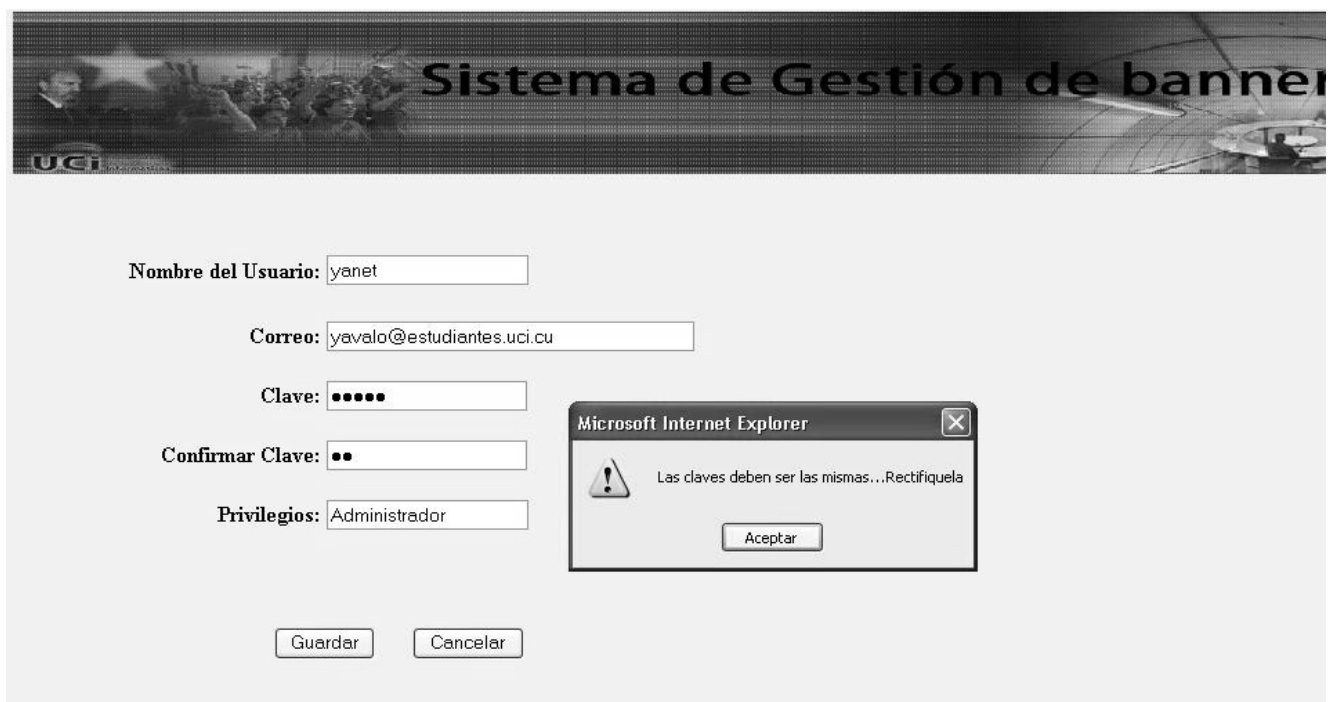 Sistema de Gestión de banner
UCi
Nombre del Usuario: yanet
Correo: yavalo@estudiantes.uci.cu
Clave: •••••
Confirmar Clave: ••
Privilegios: Administrador
Microsoft Internet Explorer
Las claves deben ser las mismas...Rectifiquela
Aceptar
Guardar Cancelar